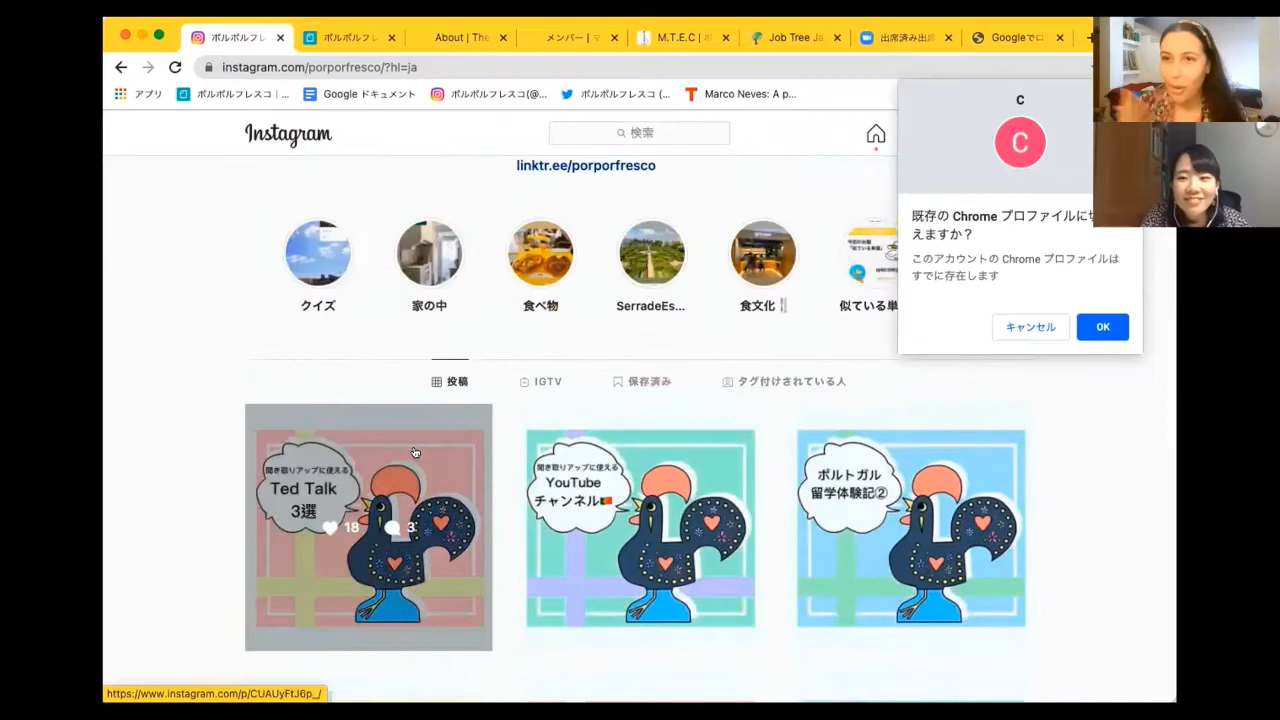 ポルポルフレ
ポルポルフレ
About | The
メンバー | マ
M.T.E.C | ポ
Job Tree Ja
出席済み出席
Googleでロ
instagram.com/porporfresco/?hl=ja
アプリ
ポルポルフレスコ | ...
Google ドキュメント
ポルポルフレスコ(@...
ポルポルフレスコ (...
Marco Neves: A p...
Instagram
検索
linktr.ee/porporfresco
C
C
既存の Chrome プロファイルに
えますか？
このアカウントの Chrome プロファイルは
すでに存在します
キャンセル
OK
クイズ
家の中
食べ物
SerradeEs...
食文化🍴
似ている単
投稿
IGTV
保存済み
タグ付けされている人
聞き取りアップに使える
Ted Talk
3選
18
3
聞き取りアップに使える
YouTube
チャンネル🇵🇹
ポルトガル
留学体験記②
https://www.instagram.com/p/CUAUyFtJ6p_/